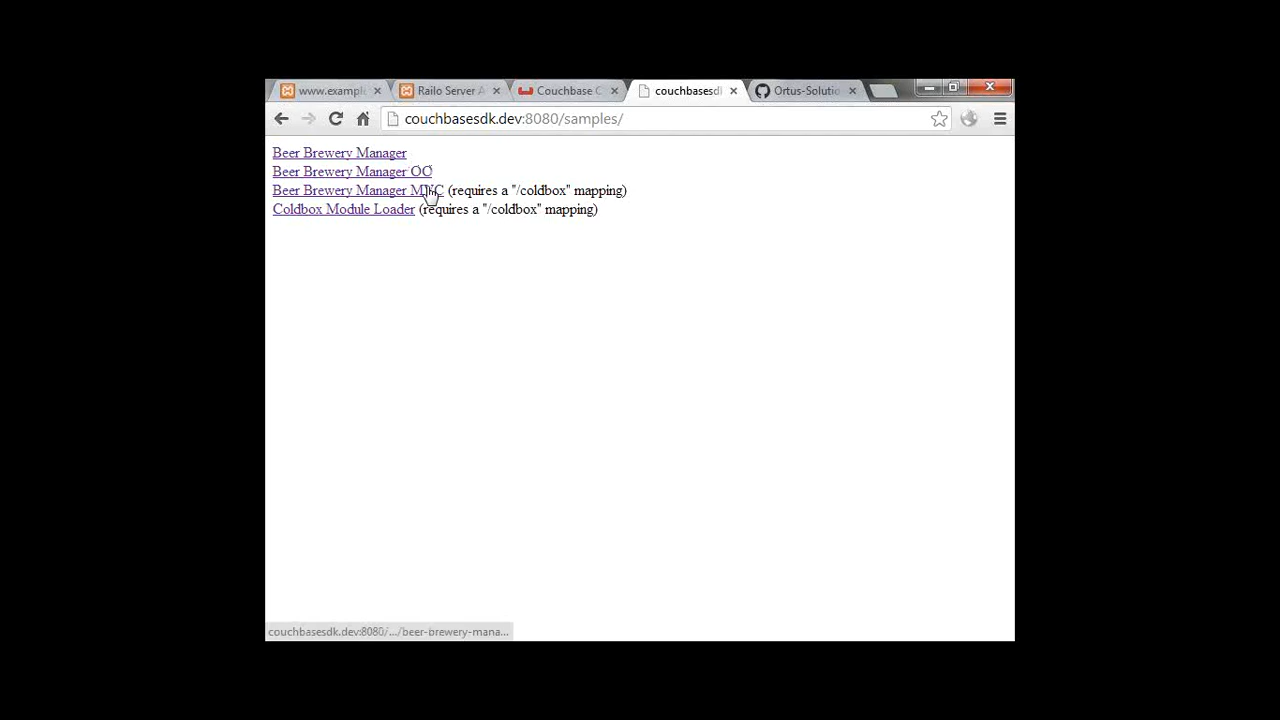 www.exampl
Railo Server A
Couchbase C
couchbasesdk
Ortus-Solutio
couchbasesdk.dev:8080/samples/
Beer Brewery Manager
Beer Brewery Manager OO
Beer Brewery Manager MVC (requires a "/coldbox" mapping)
Coldbox Module Loader (requires a "/coldbox" mapping)
couchbasesdk.dev:8080/.../beer-brewery-mana...